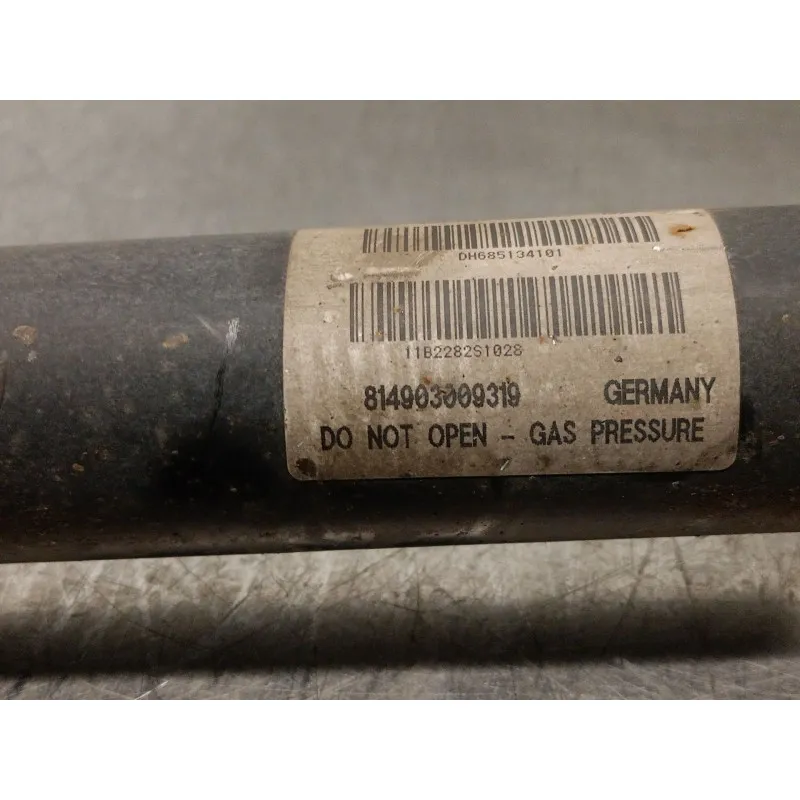 DH685134101
11B2282S1028
814903009319 GERMANY
DO NOT OPEN - GAS PRESSURE